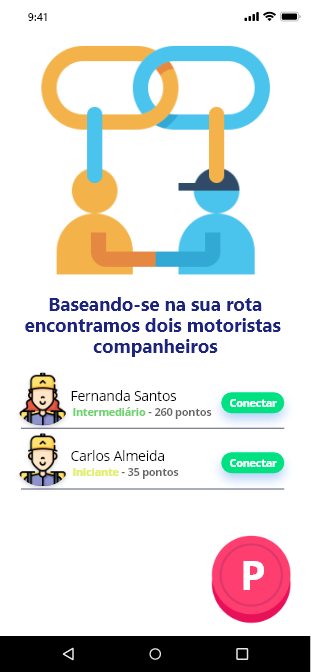 9:41
Baseando-se na sua rota
encontramos dois motoristas
companheiros
Fernanda Santos
Intermediário - 260 pontos
Conectar
Carlos Almeida
Iniciante - 35 pontos
Conectar
P